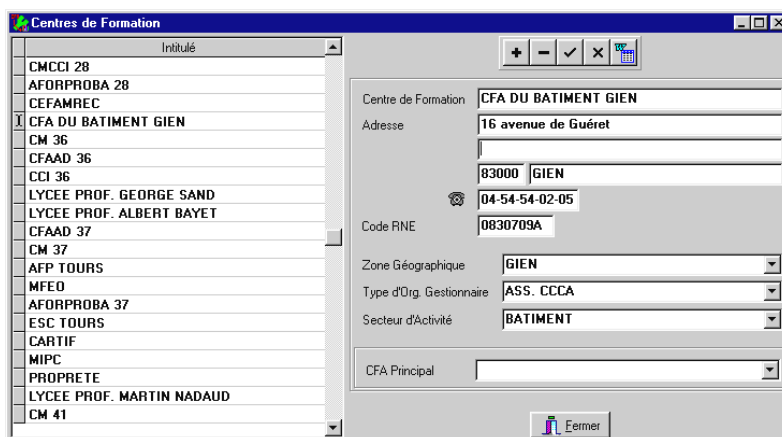 Centres de Formation
Intitulé
CMCCI 28
AFORPROBA 28
CEFAMREC
CFA DU BATIMENT GIEN
CM 36
CFAAD 36
CCI 36
LYCEE PROF. GEORGE SAND
LYCEE PROF. ALBERT BAYET
CFAAD 37
CM 37
AFP TOURS
MFEO
AFORPROBA 37
ESC TOURS
CARTIF
MIPC
PROPRETE
LYCEE PROF. MARTIN NADAUD
CM 41
Centre de Formation CFA DU BATIMENT GIEN
Adresse 16 avenue de Guéret
83000 GIEN
04-54-54-02-05
Code RNE 0830709A
Zone Géographique GIEN
Type d'Org. Gestionnaire ASS. CCCA
Secteur d'Activité BATIMENT
CFA Principal
Fermer